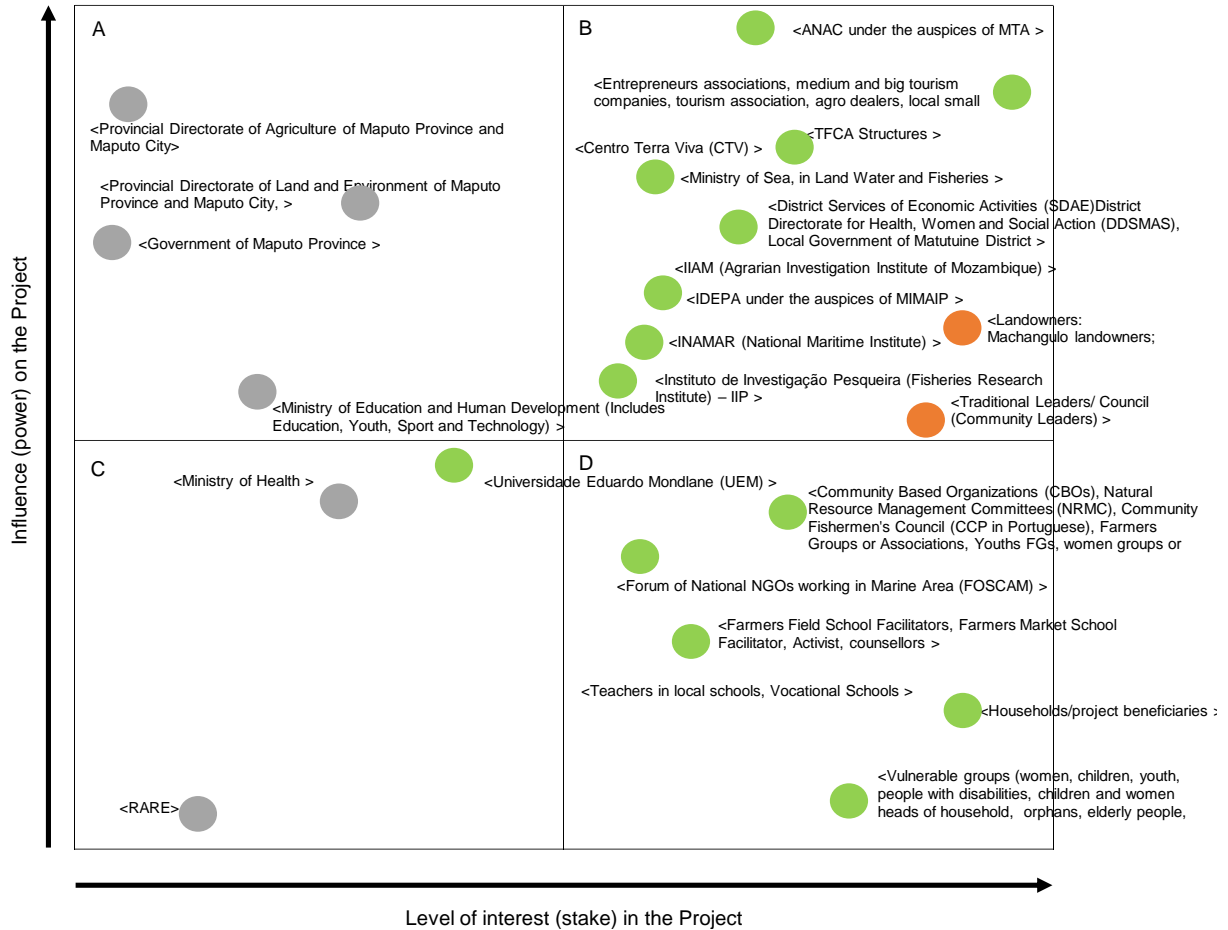 A
B
<ANAC under the auspices of MTA >
<Entrepreneurs associations, medium and big tourism
companies, tourism association, agro dealers, local small
<Provincial Directorate of Agriculture of Maputo Province and
Maputo City>
<TFCA Structures >
<Centro Terra Viva (CTV) >
<Ministry of Sea, in Land Water and Fisheries >
<Provincial Directorate of Land and Environment of Maputo
Province and Maputo City, >
<District Services of Economic Activities (SDAE)District
Directorate for Health, Women and Social Action (DDSMAS),
Local Government of Matutuine District >
<Government of Maputo Province >
<IIAM (Agrarian Investigation Institute of Mozambique) >
<IDEPA under the auspices of MIMAIP >
<Landowners:
Machangulo landowners;
<INAMAR (National Maritime Institute) >
<Instituto de Investigação Pesqueira (Fisheries Research
Institute) – IIP >
<Ministry of Education and Human Development (Includes
Education, Youth, Sport and Technology) >
<Traditional Leaders/ Council
(Community Leaders) >
C
D
<Ministry of Health >
<Universidade Eduardo Mondlane (UEM) >
<Community Based Organizations (CBOs), Natural
Resource Management Committees (NRMC), Community
Fishermen's Council (CCP in Portuguese), Farmers
Groups or Associations, Youths FGs, women groups or
<Forum of National NGOs working in Marine Area (FOSCAM) >
<Farmers Field School Facilitators, Farmers Market School
Facilitator, Activist, counsellors >
<Teachers in local schools, Vocational Schools >
<Households/project beneficiaries >
<RARE>
<Vulnerable groups (women, children, youth,
people with disabilities, children and women
heads of household, orphans, elderly people,
Influence (power) on the Project
Level of interest (stake) in the Project